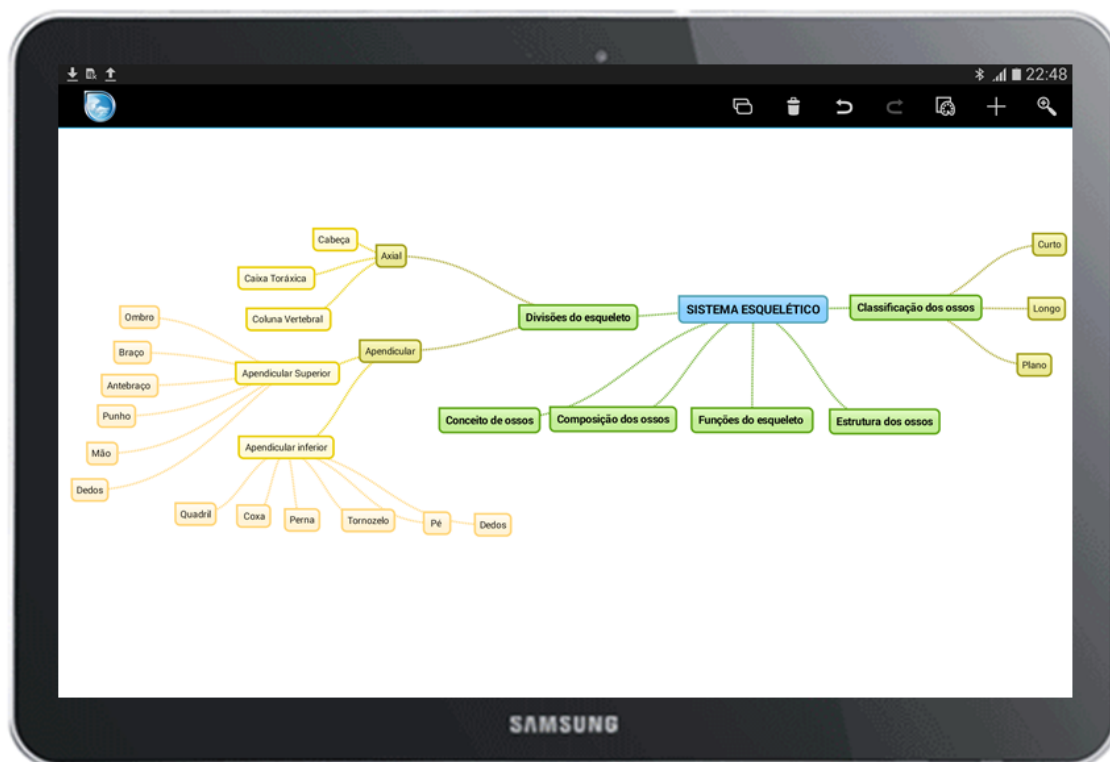 22:48
Cabeça
Axial
Caixa Toráxica
Coluna Vertebral
Ombro
Braço
Antebraço
Punho
Mão
Dedos
Apendicular Superior
Apendicular
Apendicular inferior
Quadril
Coxa
Perna
Tornozelo
Pé
Dedos
Divisões do esqueleto
SISTEMA ESQUELÉTICO
Classificação dos ossos
Curto
Longo
Plano
Conceito de ossos
Composição dos ossos
Funções do esqueleto
Estrutura dos ossos
SAMSUNG